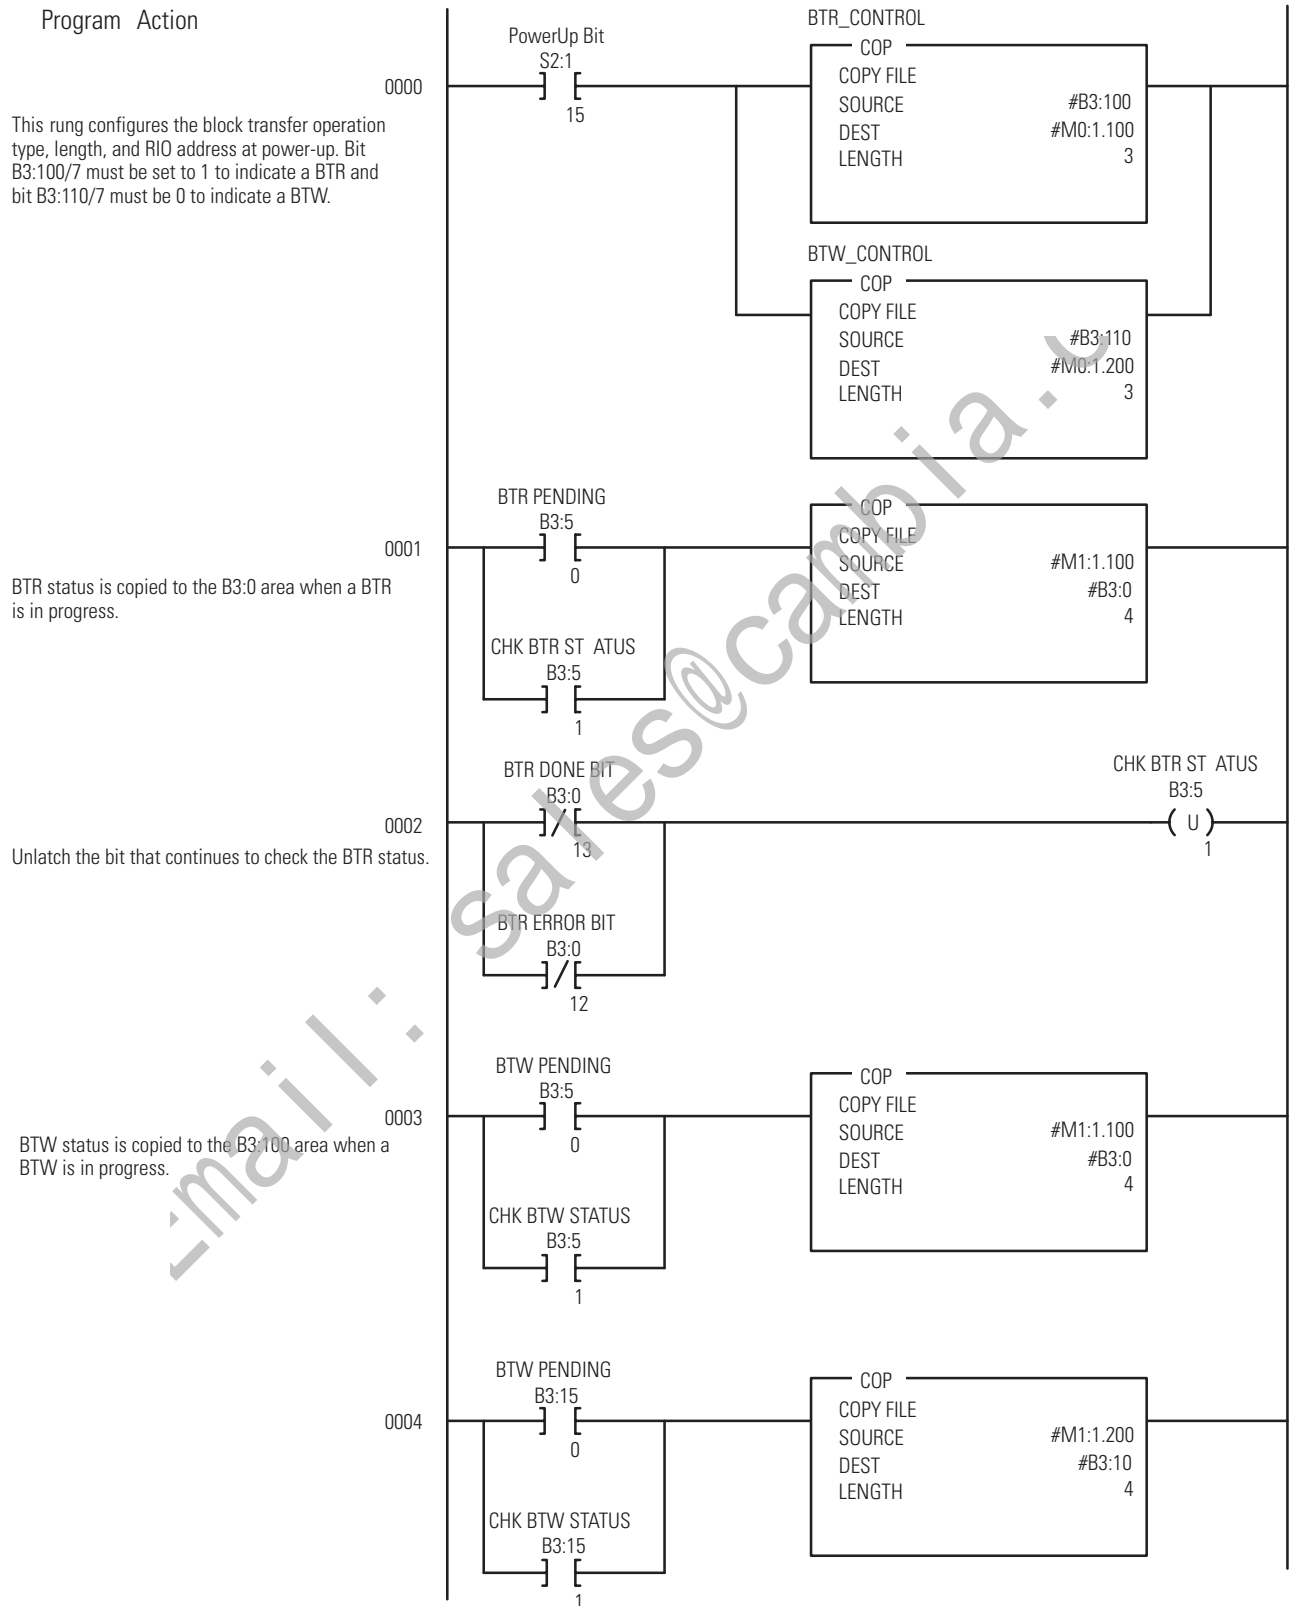 Program Action
BTR_CONTROL
PowerUp Bit
COP
S2:1
COPY FILE
0000
SOURCE #B3:100
15
DEST #M0:1.100
LENGTH 3
This rung configures the block transfer operation
type, length, and RIO address at power-up. Bit
B3:100/7 must be set to 1 to indicate a BTR and
bit B3:110/7 must be 0 to indicate a BTW.
BTW_CONTROL
COP
COPY FILE
SOURCE #B3:110
DEST #M0:1.200
LENGTH 3
BTR PENDING
B3:5
0001
0
COP
COPY FILE
SOURCE #M1:1.100
DEST #B3:0
LENGTH 4
BTR status is copied to the B3:0 area when a BTR
is in progress.
CHK BTR ST ATUS
B3:5
1
BTR DONE BIT
B3:0
0002
13
CHK BTR ST ATUS
B3:5
U
1
Unlatch the bit that continues to check the BTR status.
BTR ERROR BIT
B3:0
12
BTW PENDING
B3:5
0003
0
COP
COPY FILE
SOURCE #M1:1.100
DEST #B3:0
LENGTH 4
BTW status is copied to the B3:100 area when a
BTW is in progress.
CHK BTW STATUS
B3:5
1
BTW PENDING
B3:15
0004
0
COP
COPY FILE
SOURCE #M1:1.200
DEST #B3:10
LENGTH 4
CHK BTW STATUS
B3:15
1
sales@cambia.